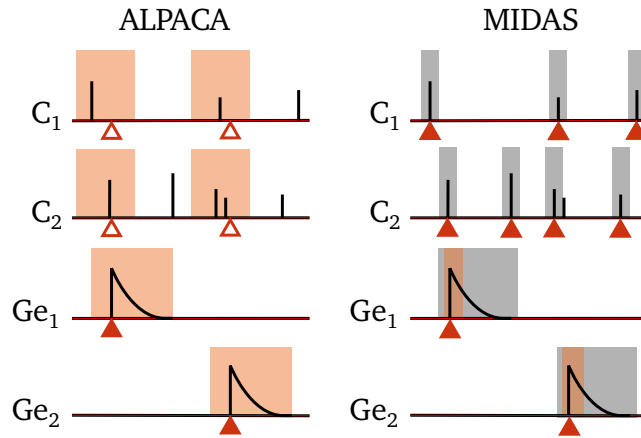 ALPACA MIDAS
C₁ C₁
C₂ C₂
Ge₁ Ge₁
Ge₂ Ge₂